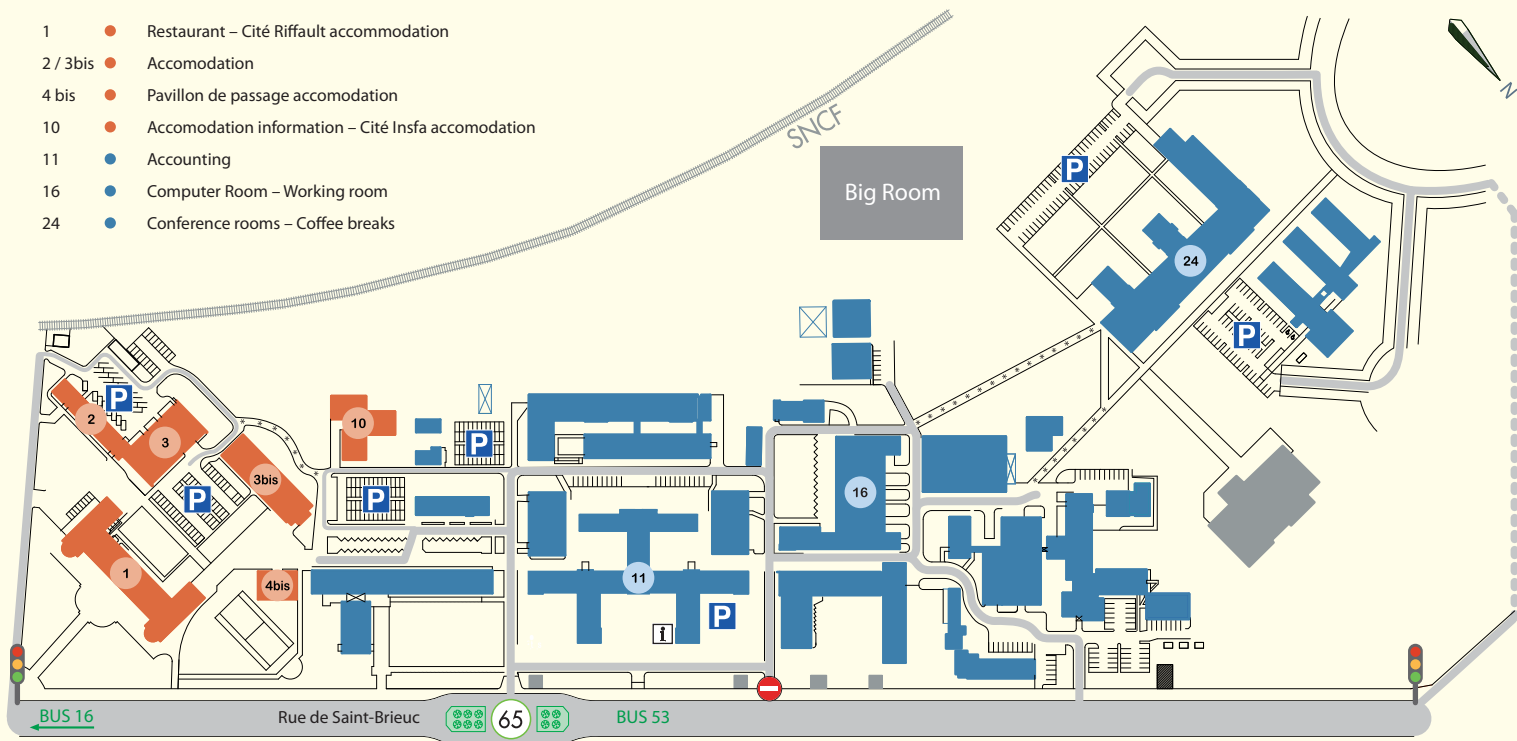 1 Restaurant – Cité Riffault accommodation
2 / 3bis Accomodation
4 bis Pavillon de passage accomodation
10 Accomodation information – Cité Insfa accomodation
11 Accounting
16 Computer Room – Working room
24 Conference rooms – Coffee breaks
SNCF
N
Big Room
P
24
P
2
P
3
10
P
3bis
P
P
16
1
4bis
11
P
i
BUS 16
Rue de Saint-Brieuc
65
BUS 53